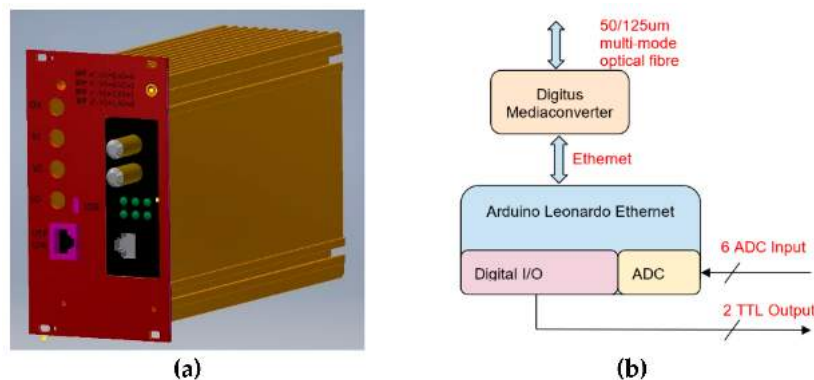 50/125um
multi-mode
optical fibre
Digitus
Mediaconverter
Ethernet
Arduino Leonardo Ethernet
Digital I/O
ADC
6 ADC Input
2 TTL Output
(a)
(b)